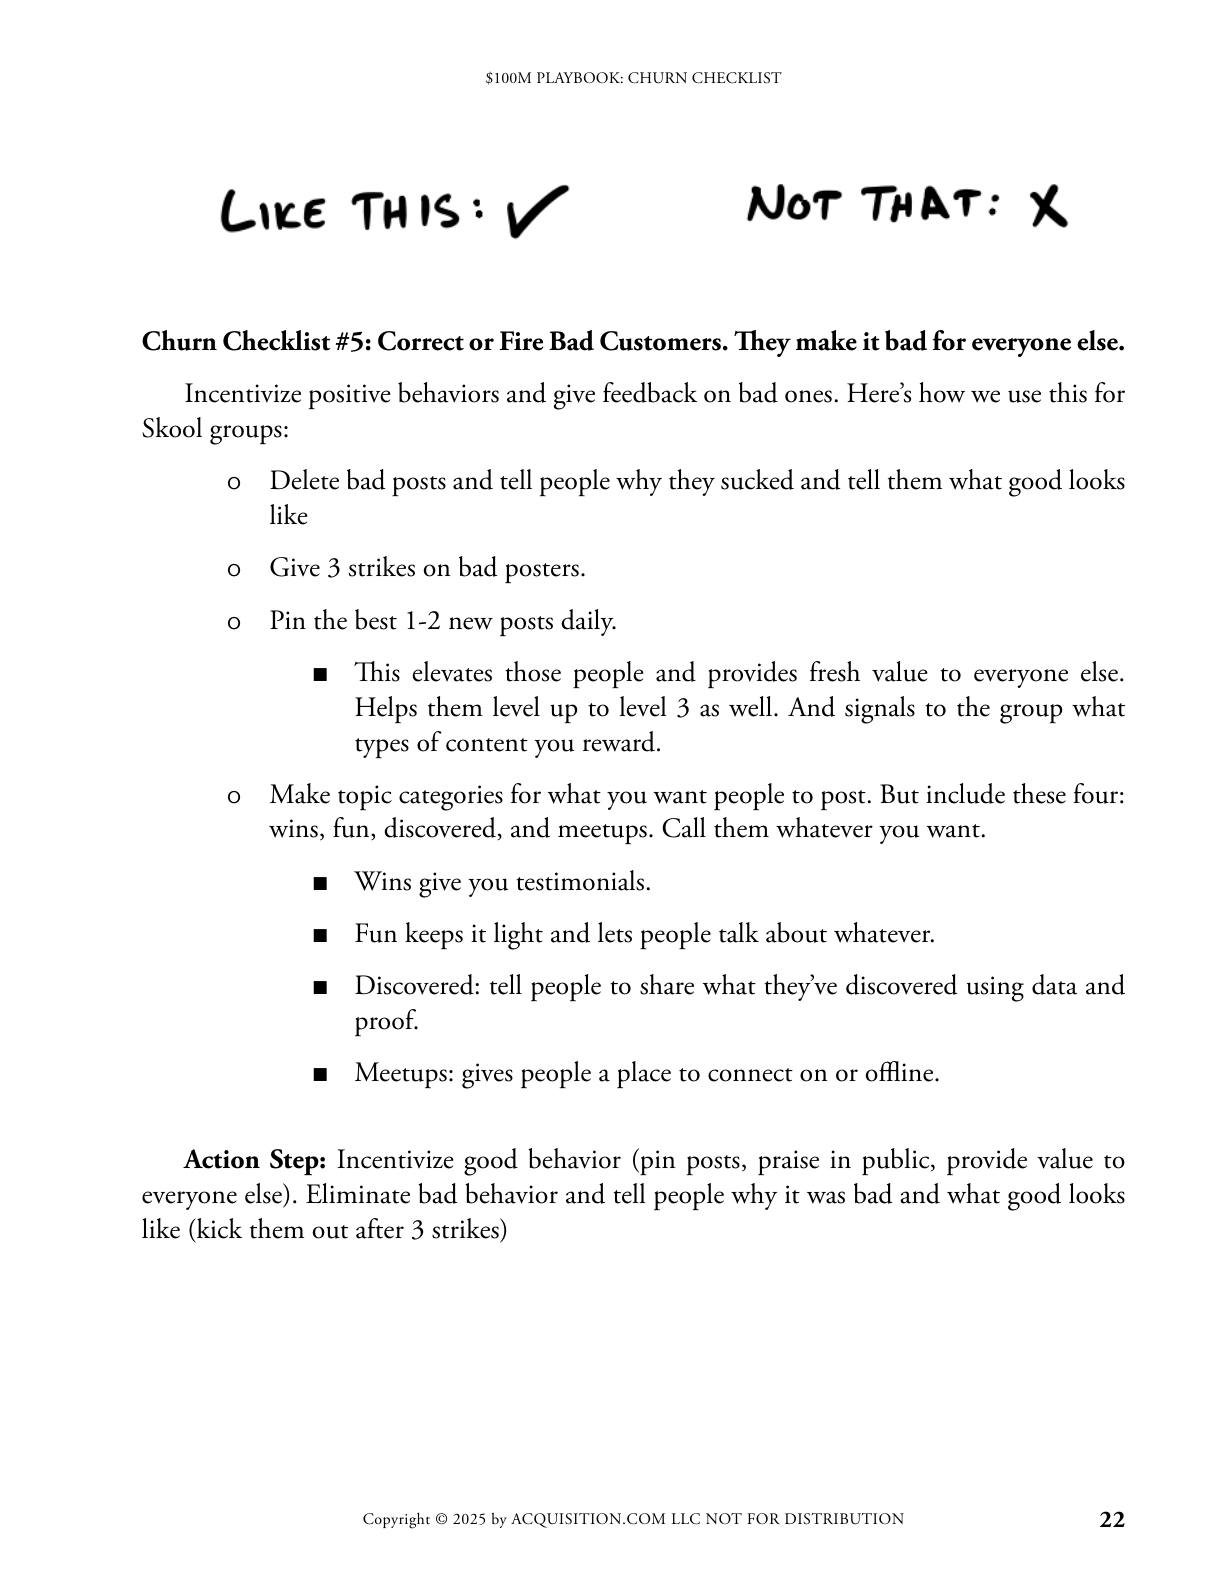 $100M PLAYBOOK: CHURN CHECKLIST
LIKE THIS: ✓
NOT THAT: X
Churn Checklist #5: Correct or Fire Bad Customers. They make it bad for everyone else.
Incentivize positive behaviors and give feedback on bad ones. Here’s how we use this for
Skool groups:
o Delete bad posts and tell people why they sucked and tell them what good looks
like
o Give 3 strikes on bad posters.
o Pin the best 1-2 new posts daily.
■ This elevates those people and provides fresh value to everyone else.
Helps them level up to level 3 as well. And signals to the group what
types of content you reward.
o Make topic categories for what you want people to post. But include these four:
wins, fun, discovered, and meetups. Call them whatever you want.
■ Wins give you testimonials.
■ Fun keeps it light and lets people talk about whatever.
■ Discovered: tell people to share what they’ve discovered using data and
proof.
■ Meetups: gives people a place to connect on or offline.
Action Step: Incentivize good behavior (pin posts, praise in public, provide value to
everyone else). Eliminate bad behavior and tell people why it was bad and what good looks
like (kick them out after 3 strikes)
Copyright © 2025 by ACQUISITION.COM LLC NOT FOR DISTRIBUTION
22